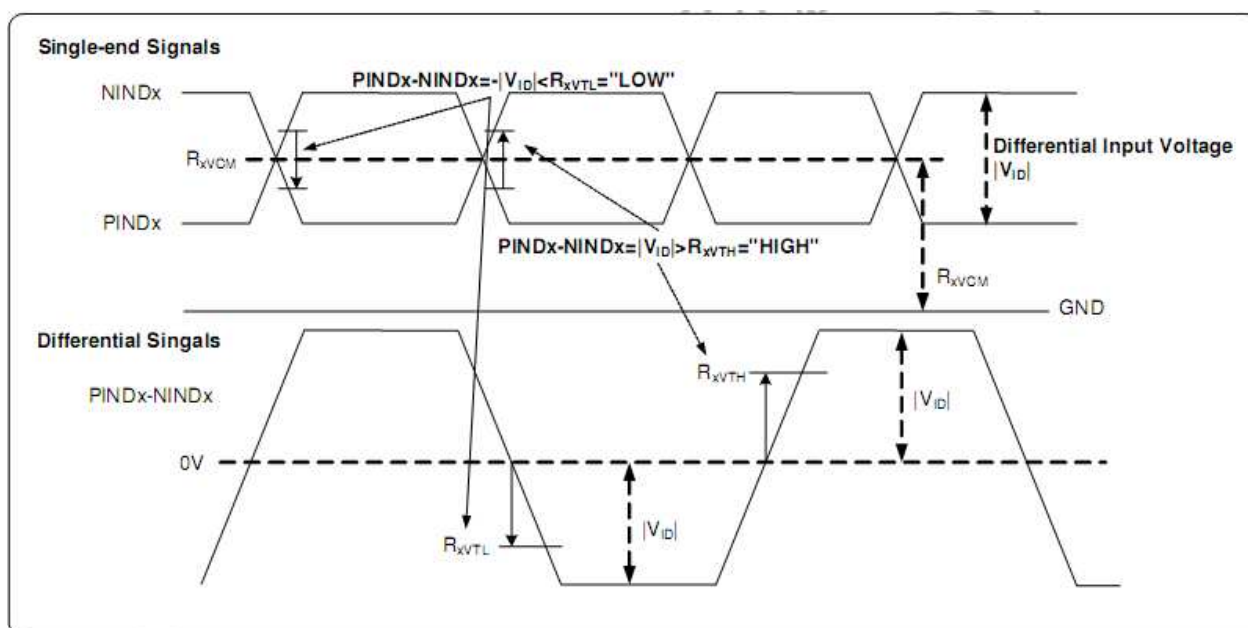 Single-end Signals
PINDx-NINDx=-|VID|<RxVTL="LOW"
NINDx
RxVCM
Differential Input Voltage
|VID|
PINDx
PINDx-NINDx=|VID|>RxVTH="HIGH"
RxVCM
GND
Differential Singals
RxVTH
PINDx-NINDx
|VID|
0V
|VID|
RxVTL